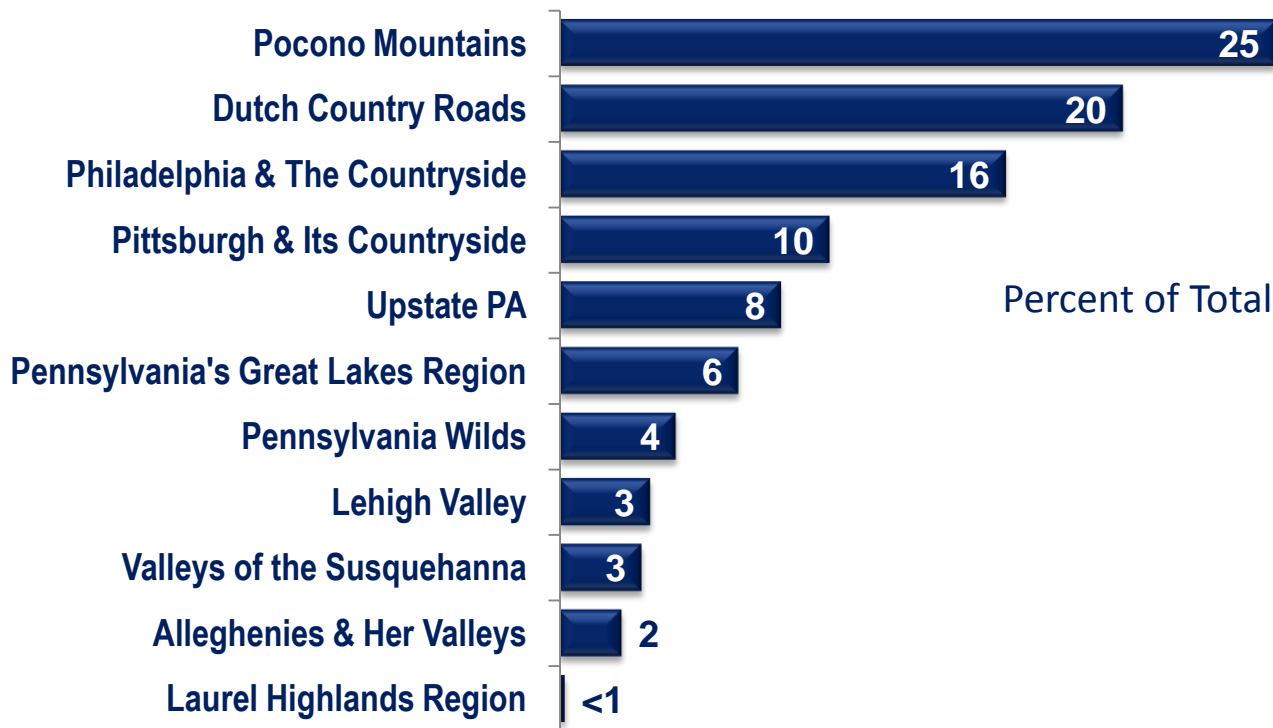 Pocono Mountains 25
Dutch Country Roads 20
Philadelphia & The Countryside 16
Pittsburgh & Its Countryside 10
Upstate PA 8
Percent of Total
Pennsylvania's Great Lakes Region 6
Pennsylvania Wilds 4
Lehigh Valley 3
Valleys of the Susquehanna 3
Alleghenies & Her Valleys 2
Laurel Highlands Region <1